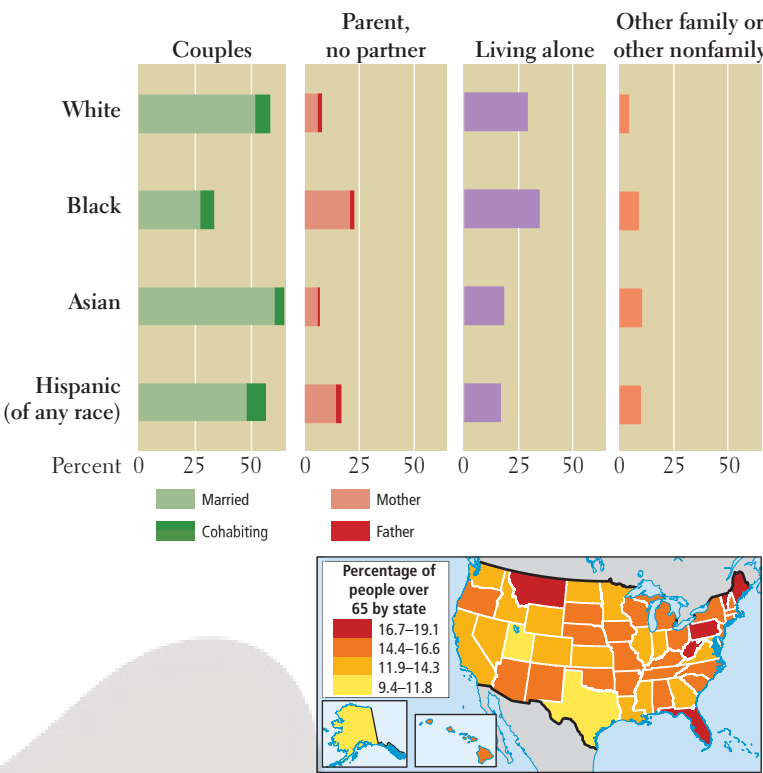 Couples
Parent,
no partner
Living alone
Other family or
other nonfamily
White
Black
Asian
Hispanic
(of any race)
Percent 0 25 50 0 25 50 0 25 50 0 25 50
Married
Cohabiting
Mother
Father
Percentage of
people over
65 by state
16.7–19.1
14.4–16.6
11.9–14.3
9.4–11.8